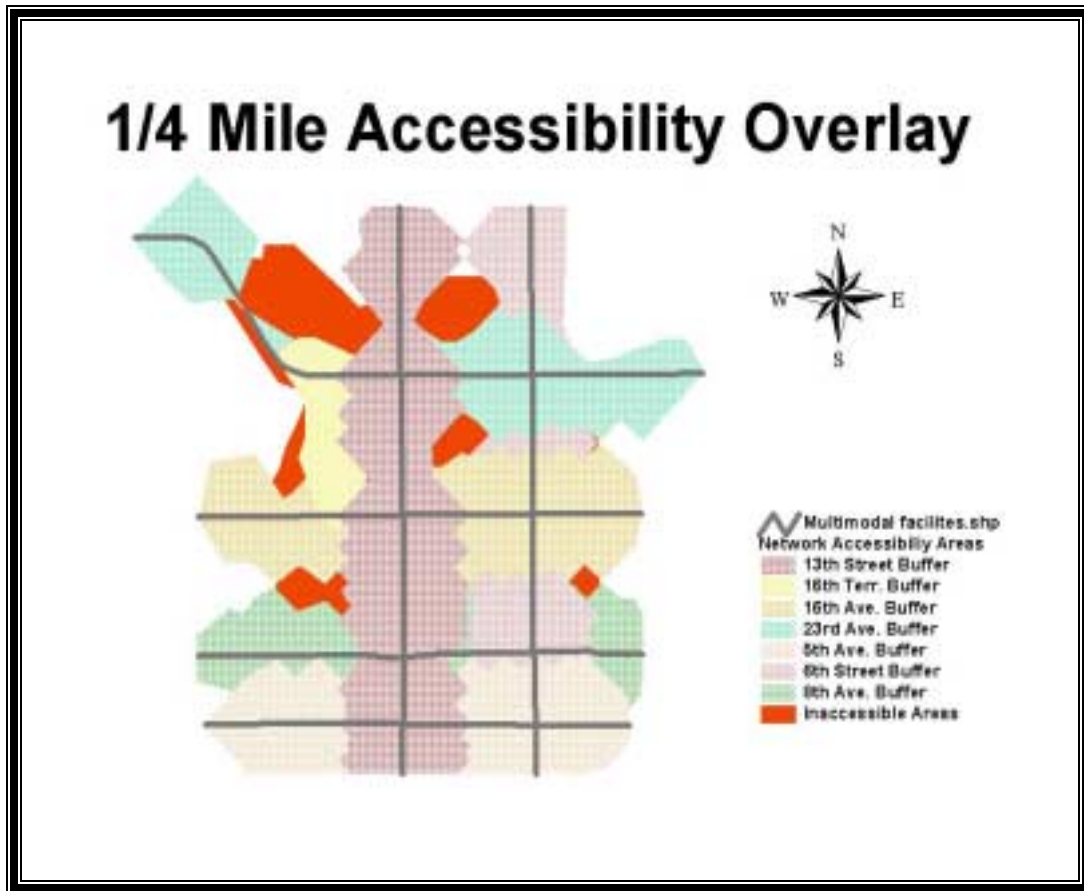 1/4 Mile Accessibility Overlay
N
W E
S
Multimodal facilites.shp
Network Accessibiliy Areas
13th Street Buffer
16th Terr. Buffer
16th Ave. Buffer
23rd Ave. Buffer
5th Ave. Buffer
6th Street Buffer
8th Ave. Buffer
Inaccessible Areas